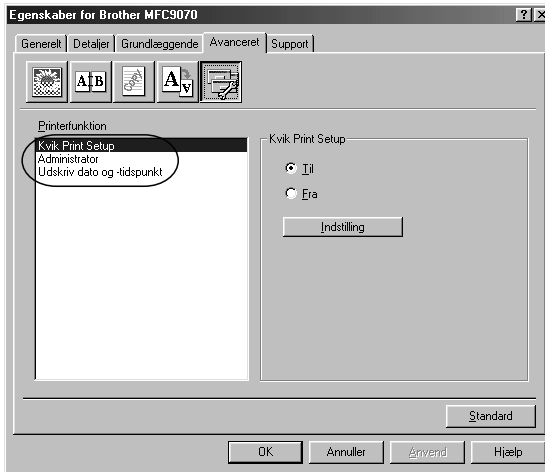 Egenskaber for Brother MFC9070
Generelt Detaljer Grundlæggende Avanceret Support
A B Copy A A
Printerfunktion
Kvik Print Setup
Administrator
Udskriv dato og -tidspunkt
Kvik Print Setup
Til
Fra
Indstilling
Standard
OK Annuller Anvend Hjælp